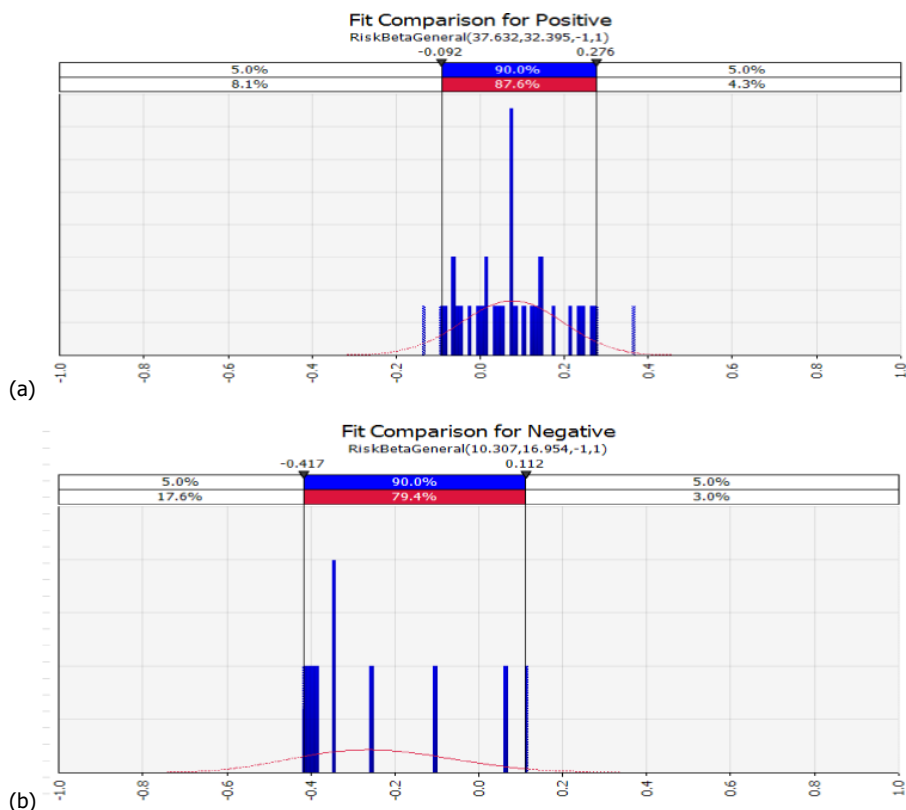 Fit Comparison for Positive
RiskBetaGeneral(37.632,32.395,-1,1)
-0.092 0.276
5.0% 90.0% 5.0%
8.1% 87.6% 4.3%
-1.0 -0.8 -0.6 -0.4 -0.2 0.0 0.2 0.4 0.6 0.8 1.0
(a)
Fit Comparison for Negative
RiskBetaGeneral(10.307,16.954,-1,1)
-0.417 0.112
5.0% 90.0% 5.0%
17.6% 79.4% 3.0%
-1.0 -0.8 -0.6 -0.4 -0.2 0.0 0.2 0.4 0.6 0.8 1.0
(b)